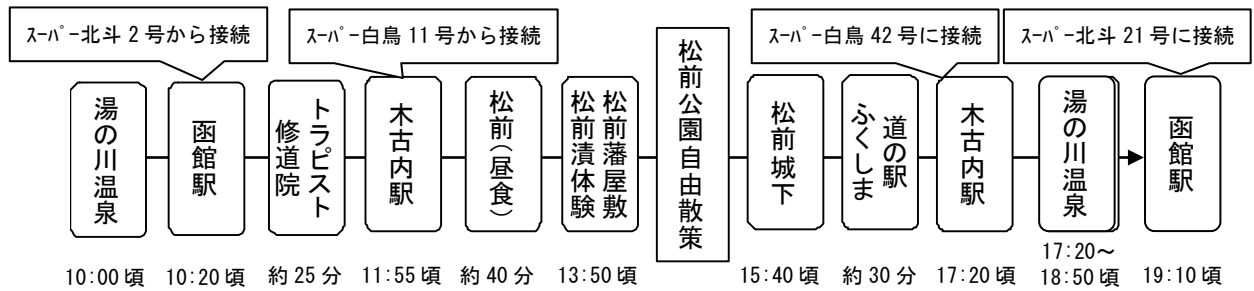 スーパー北斗2号から接続
スーパー白鳥11号から接続
スーパー白鳥42号に接続
スーパー北斗21号に接続
湯の川温泉
函館駅
トラピスト
修道院
木古内駅
松前(昼食)
松前藩屋敷
松前漬体験
松前公園自由散策
松前城下
道の駅
ふくしま
木古内駅
湯の川温泉
函館駅
10:00頃
10:20頃
約25分
11:55頃
約40分
13:50頃
15:40頃
約30分
17:20頃
17:20～
18:50頃
19:10頃